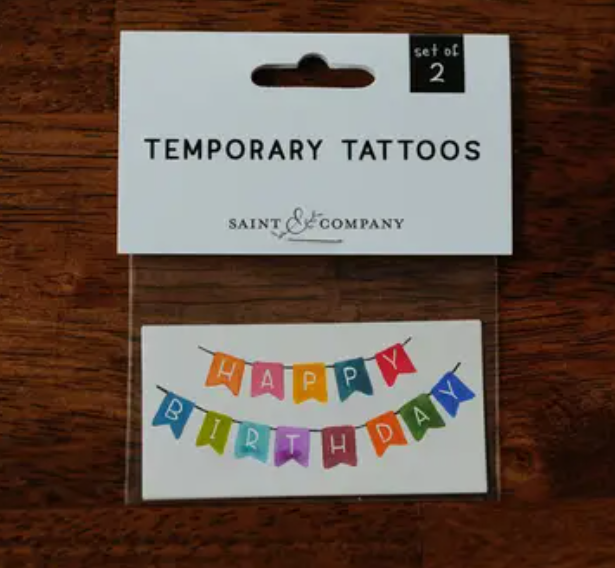 set of
2
TEMPORARY TATTOOS
SAINT & COMPANY
HAPPY
BIRTHDAY